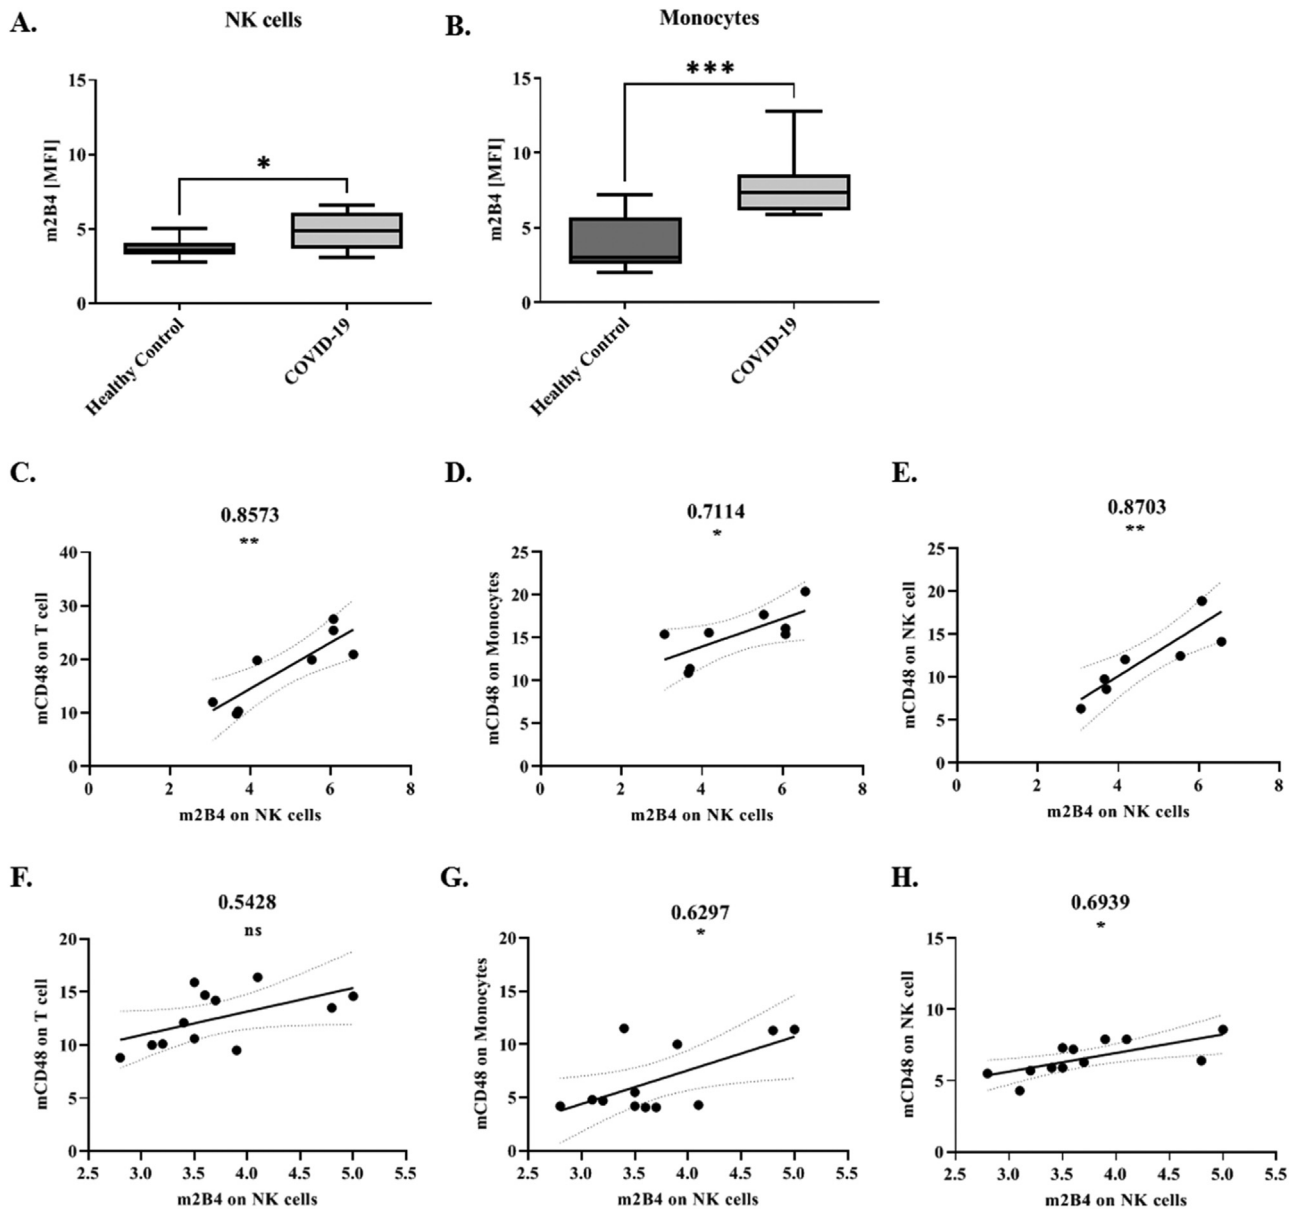 A.
NK cells
m2B4 [MFI]
15
10
5
0
*
Healthy Control
COVID-19
B.
Monocytes
m2B4 [MFI]
15
10
5
0
***
Healthy Control
COVID-19
C.
0.8573
**
mCD48 on T cell
40
30
20
10
0
0 2 4 6 8
m2B4 on NK cells
D.
0.7114
*
mCD48 on Monocytes
25
20
15
10
5
0
0 2 4 6 8
m2B4 on NK cells
E.
0.8703
**
mCD48 on NK cell
25
20
15
10
5
0
0 2 4 6 8
m2B4 on NK cells
F.
0.5428
ns
mCD48 on T cell
20
15
10
5
0
2.5 3.0 3.5 4.0 4.5 5.0 5.5
m2B4 on NK cells
G.
0.6297
*
mCD48 on Monocytes
20
15
10
5
0
2.5 3.0 3.5 4.0 4.5 5.0 5.5
m2B4 on NK cells
H.
0.6939
*
mCD48 on NK cell
15
10
5
0
2.5 3.0 3.5 4.0 4.5 5.0 5.5
m2B4 on NK cells